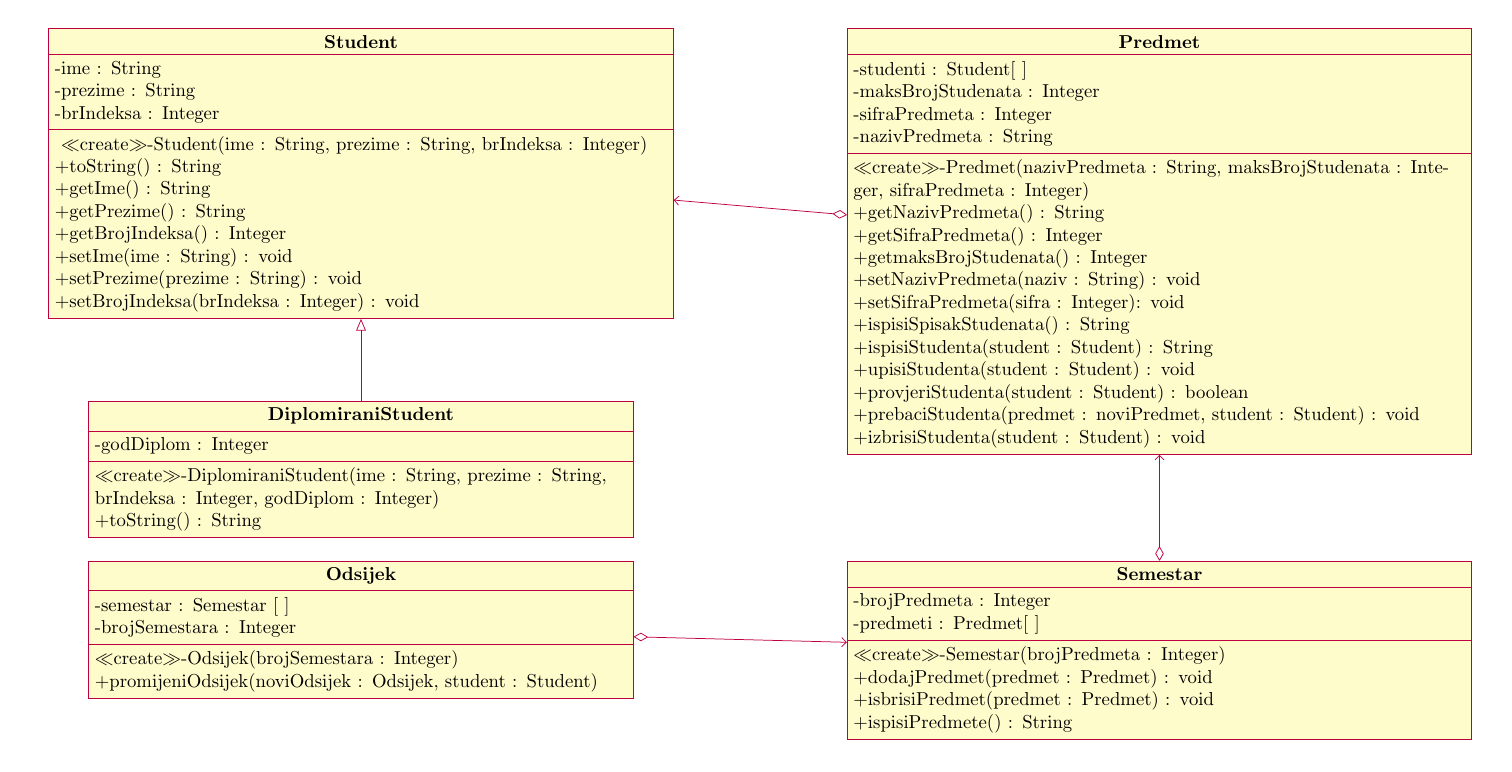 Student
-ime : String
-prezime : String
-brIndeksa : Integer
≪create≫-Student(ime : String, prezime : String, brIndeksa : Integer)
+toString() : String
+getIme() : String
+getPrezime() : String
+getBrojIndeksa() : Integer
+setIme(ime : String) : void
+setPrezime(prezime : String) : void
+setBrojIndeksa(brIndeksa : Integer) : void
Predmet
-studenti : Student[ ]
-maksBrojStudenata : Integer
-sifraPredmeta : Integer
-nazivPredmeta : String
≪create≫-Predmet(nazivPredmeta : String, maksBrojStudenata : Inte-
ger, sifraPredmeta : Integer)
+getNazivPredmeta() : String
+getSifraPredmeta() : Integer
+getmaksBrojStudenata() : Integer
+setNazivPredmeta(naziv : String) : void
+setSifraPredmeta(sifra : Integer): void
+ispisiSpisakStudenata() : String
+ispisiStudenta(student : Student) : String
+upisiStudenta(student : Student) : void
+provjeriStudenta(student : Student) : boolean
+prebaciStudenta(predmet : noviPredmet, student : Student) : void
+izbrisiStudenta(student : Student) : void
DiplomiraniStudent
-godDiplom : Integer
≪create≫-DiplomiraniStudent(ime : String, prezime : String,
brIndeksa : Integer, godDiplom : Integer)
+toString() : String
Odsijek
-semestar : Semestar [ ]
-brojSemestara : Integer
≪create≫-Odsijek(brojSemestara : Integer)
+promijeniOdsijek(noviOdsijek : Odsijek, student : Student)
Semestar
-brojPredmeta : Integer
-predmeti : Predmet[ ]
≪create≫-Semestar(brojPredmeta : Integer)
+dodajPredmet(predmet : Predmet) : void
+isbrisiPredmet(predmet : Predmet) : void
+ispisiPredmete() : String